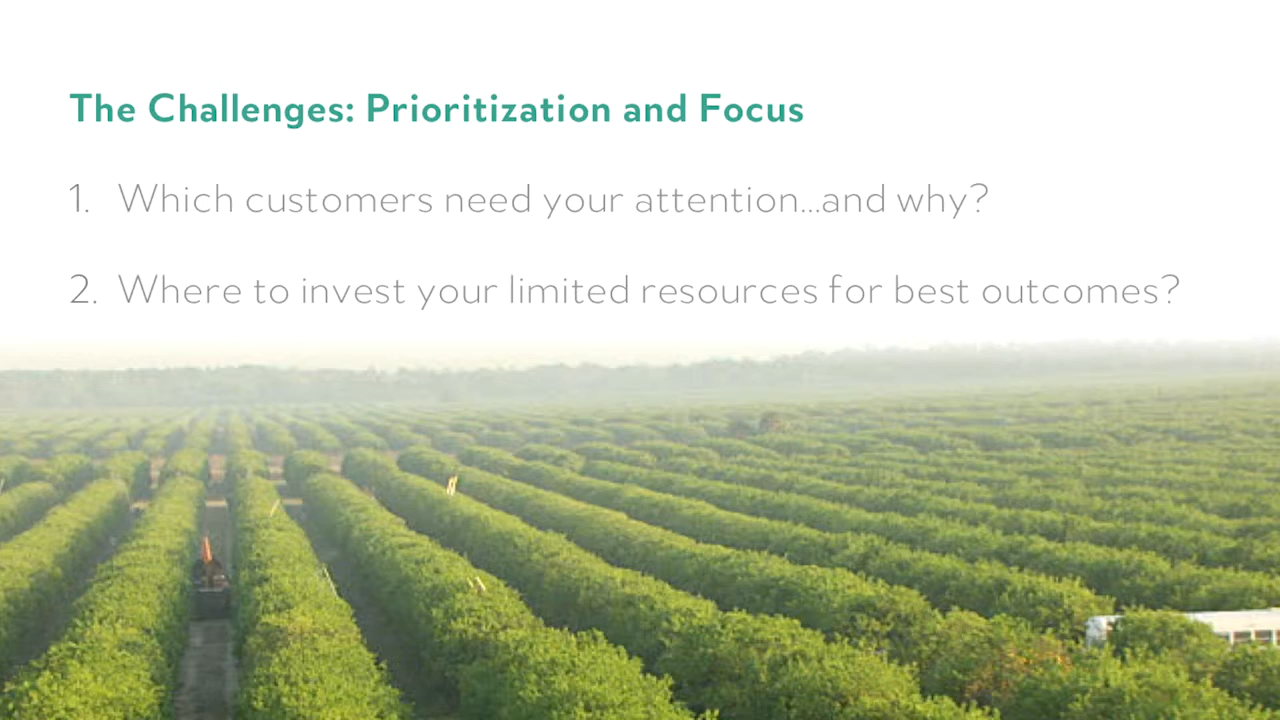 The Challenges: Prioritization and Focus
1. Which customers need your attention...and why?
2. Where to invest your limited resources for best outcomes?